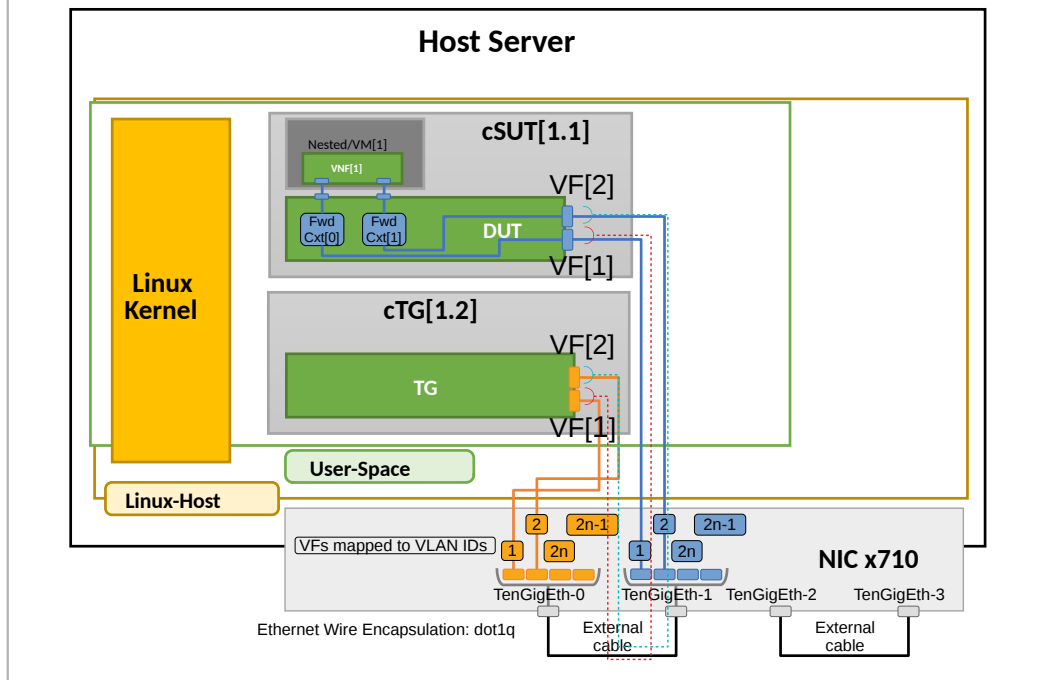 Host Server
cSUT[1.1]
Nested/VM[1]
VNF[1]
VF[2]
Fwd
Cxt[0]
Fwd
Cxt[1]
DUT
VF[1]
Linux
Kernel
cTG[1.2]
VF[2]
TG
VF[1]
User-Space
Linux-Host
2
2n-1
2
2n-1
VFs mapped to VLAN IDs
1
2n
1
2n
NIC x710
TenGigEth-0
TenGigEth-1
TenGigEth-2
TenGigEth-3
Ethernet Wire Encapsulation: dot1q
External
cable
External
cable